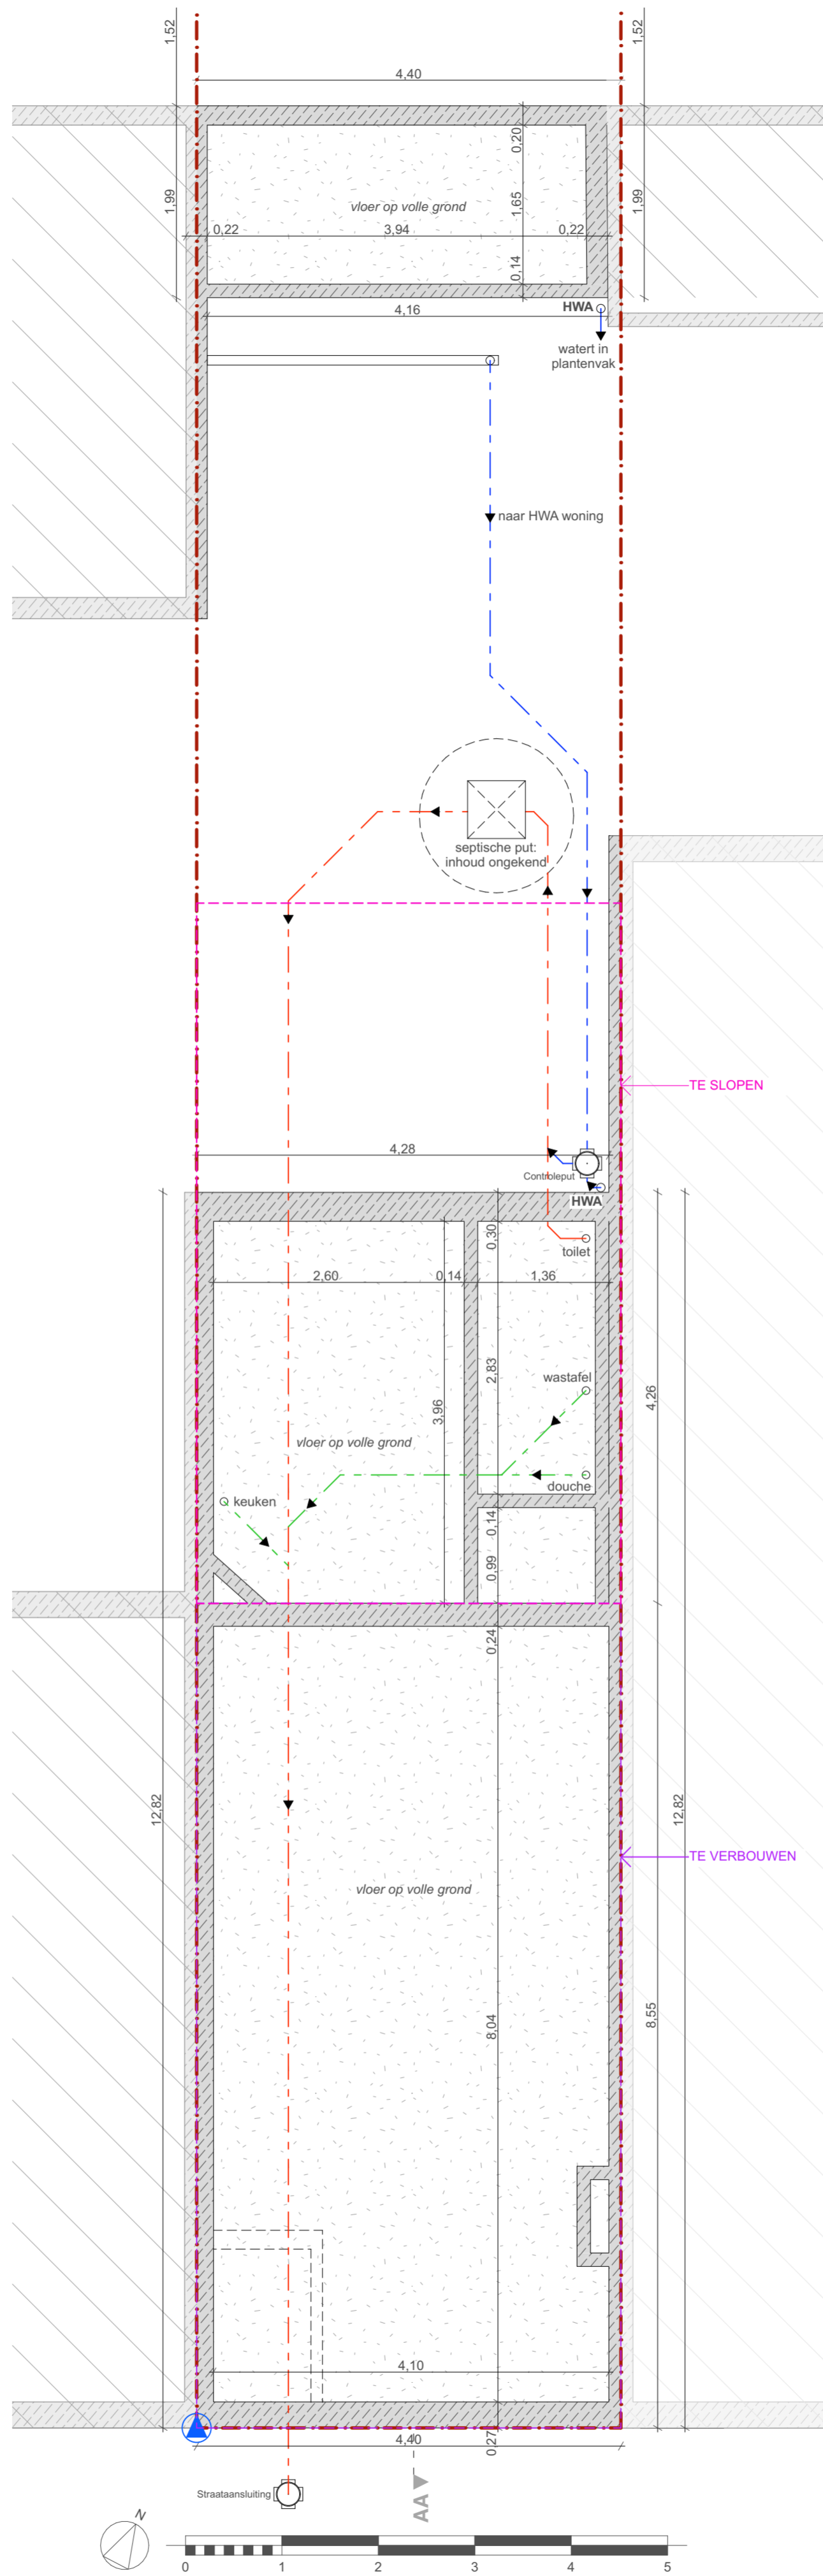 1,52
1,52
4,40
0,20
1,99
1,65
1,99
vloer op volle grond
0,22
3,94
0,22
0,14
HWA
4,16
watert in
plantenvak
naar HWA woning
septische put:
inhoud ongekend
TE SLOPEN
4,28
Controleput
HWA
0,30
toilet
2,60
0,14
1,36
2,83
wastafel
4,26
3,96
vloer op volle grond
douche
keuken
0,14
0,99
0,24
12,82
12,82
TE VERBOUWEN
vloer op volle grond
8,55
8,04
4,10
4,40
0,27
Straataansluiting
AA
N
0
1
2
3
4
5